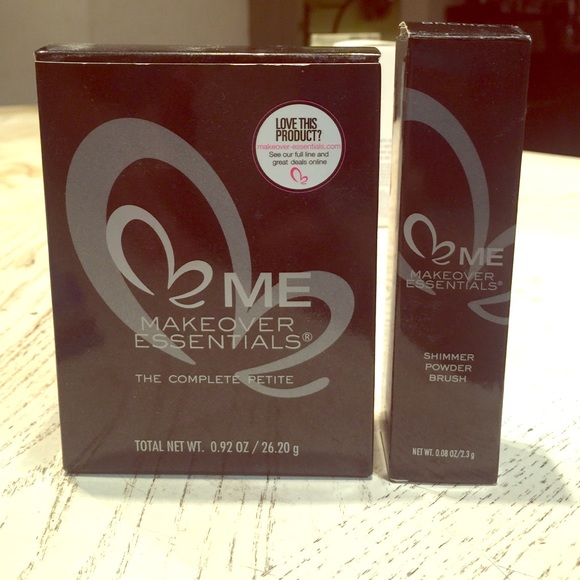 LOVE THIS
PRODUCT?
makeover-essentials.com
See our full line and
great deals online
ME
MAKEOVER
ESSENTIALS®
THE COMPLETE PETITE
TOTAL NET WT. 0.92 OZ / 26.20 g
ME
MAKEOVER
ESSENTIALS®
SHIMMER
POWDER
BRUSH
NET WT. 0.08 OZ/2.3 g